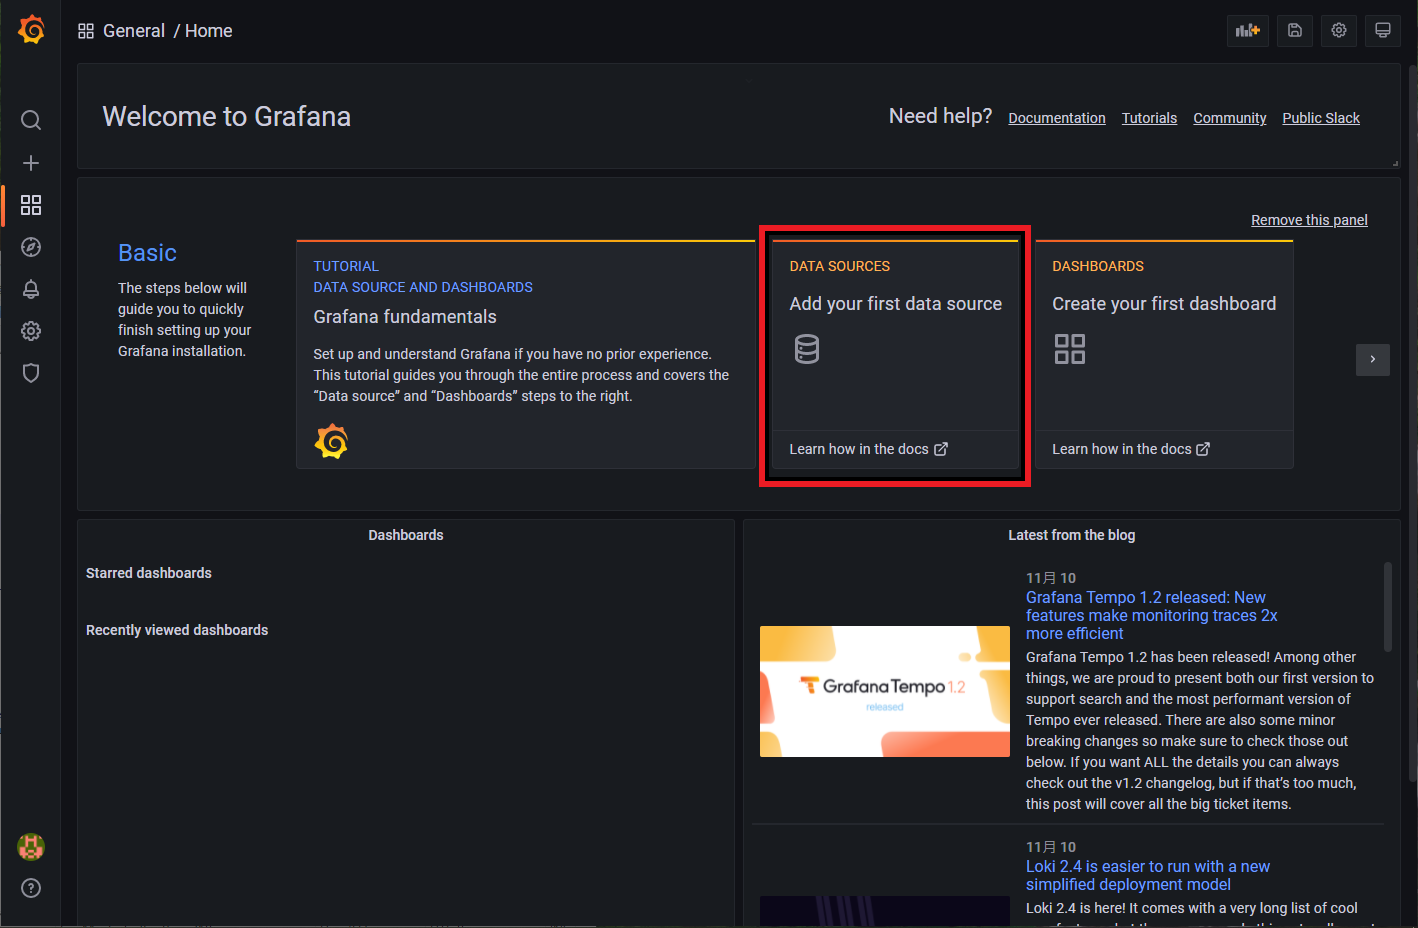 General / Home
Welcome to Grafana
Need help? Documentation Tutorials Community Public Slack
Remove this panel
Basic
The steps below will
guide you to quickly
finish setting up your
Grafana installation.
TUTORIAL
DATA SOURCE AND DASHBOARDS
Grafana fundamentals
Set up and understand Grafana if you have no prior experience.
This tutorial guides you through the entire process and covers the
“Data source” and “Dashboards” steps to the right.
DATA SOURCES
Add your first data source
Learn how in the docs
DASHBOARDS
Create your first dashboard
Learn how in the docs
Dashboards
Starred dashboards
Recently viewed dashboards
Latest from the blog
GrafanaTempo 1.2
released
11月 10
Grafana Tempo 1.2 released: New
features make monitoring traces 2x
more efficient
Grafana Tempo 1.2 has been released! Among other
things, we are proud to present both our first version to
support search and the most performant version of
Tempo ever released. There are also some minor
breaking changes so make sure to check those out
below. If you want ALL the details you can always
check out the v1.2 changelog, but if that’s too much,
this post will cover all the big ticket items.
11月 10
Loki 2.4 is easier to run with a new
simplified deployment model
Loki 2.4 is here! It comes with a very long list of cool